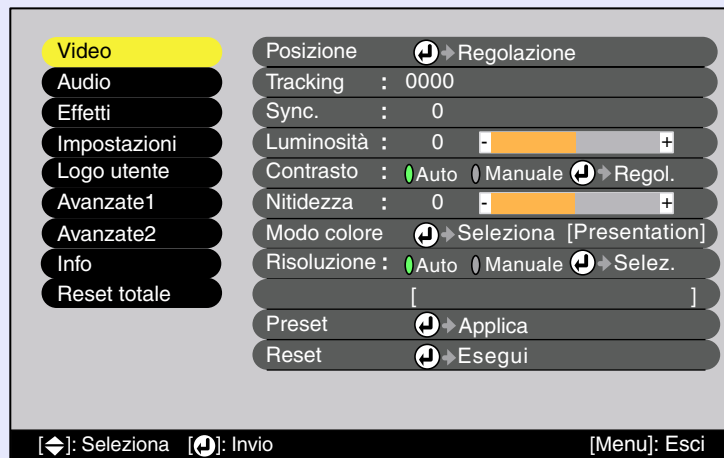 Video
Audio
Effetti
Impostazioni
Logo utente
Avanzate1
Avanzate2
Info
Reset totale
Posizione Regolazione
Tracking : 0000
Sync. : 0
Luminosità : 0 - +
Contrasto : Auto Manuale Regol.
Nitidezza : 0 - +
Modo colore Seleziona [Presentation]
Risoluzione : Auto Manuale Selez.
[ ]
Preset Applica
Reset Esegui
[ ]: Seleziona [ ]: Invio [Menu]: Esci